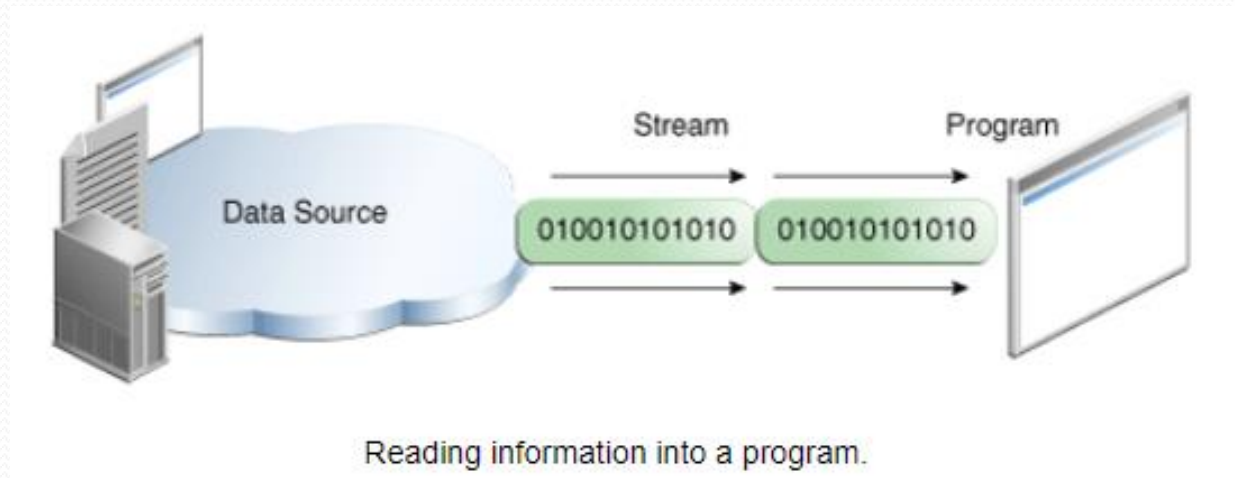 Stream
Program
Data Source
010010101010
010010101010
Reading information into a program.